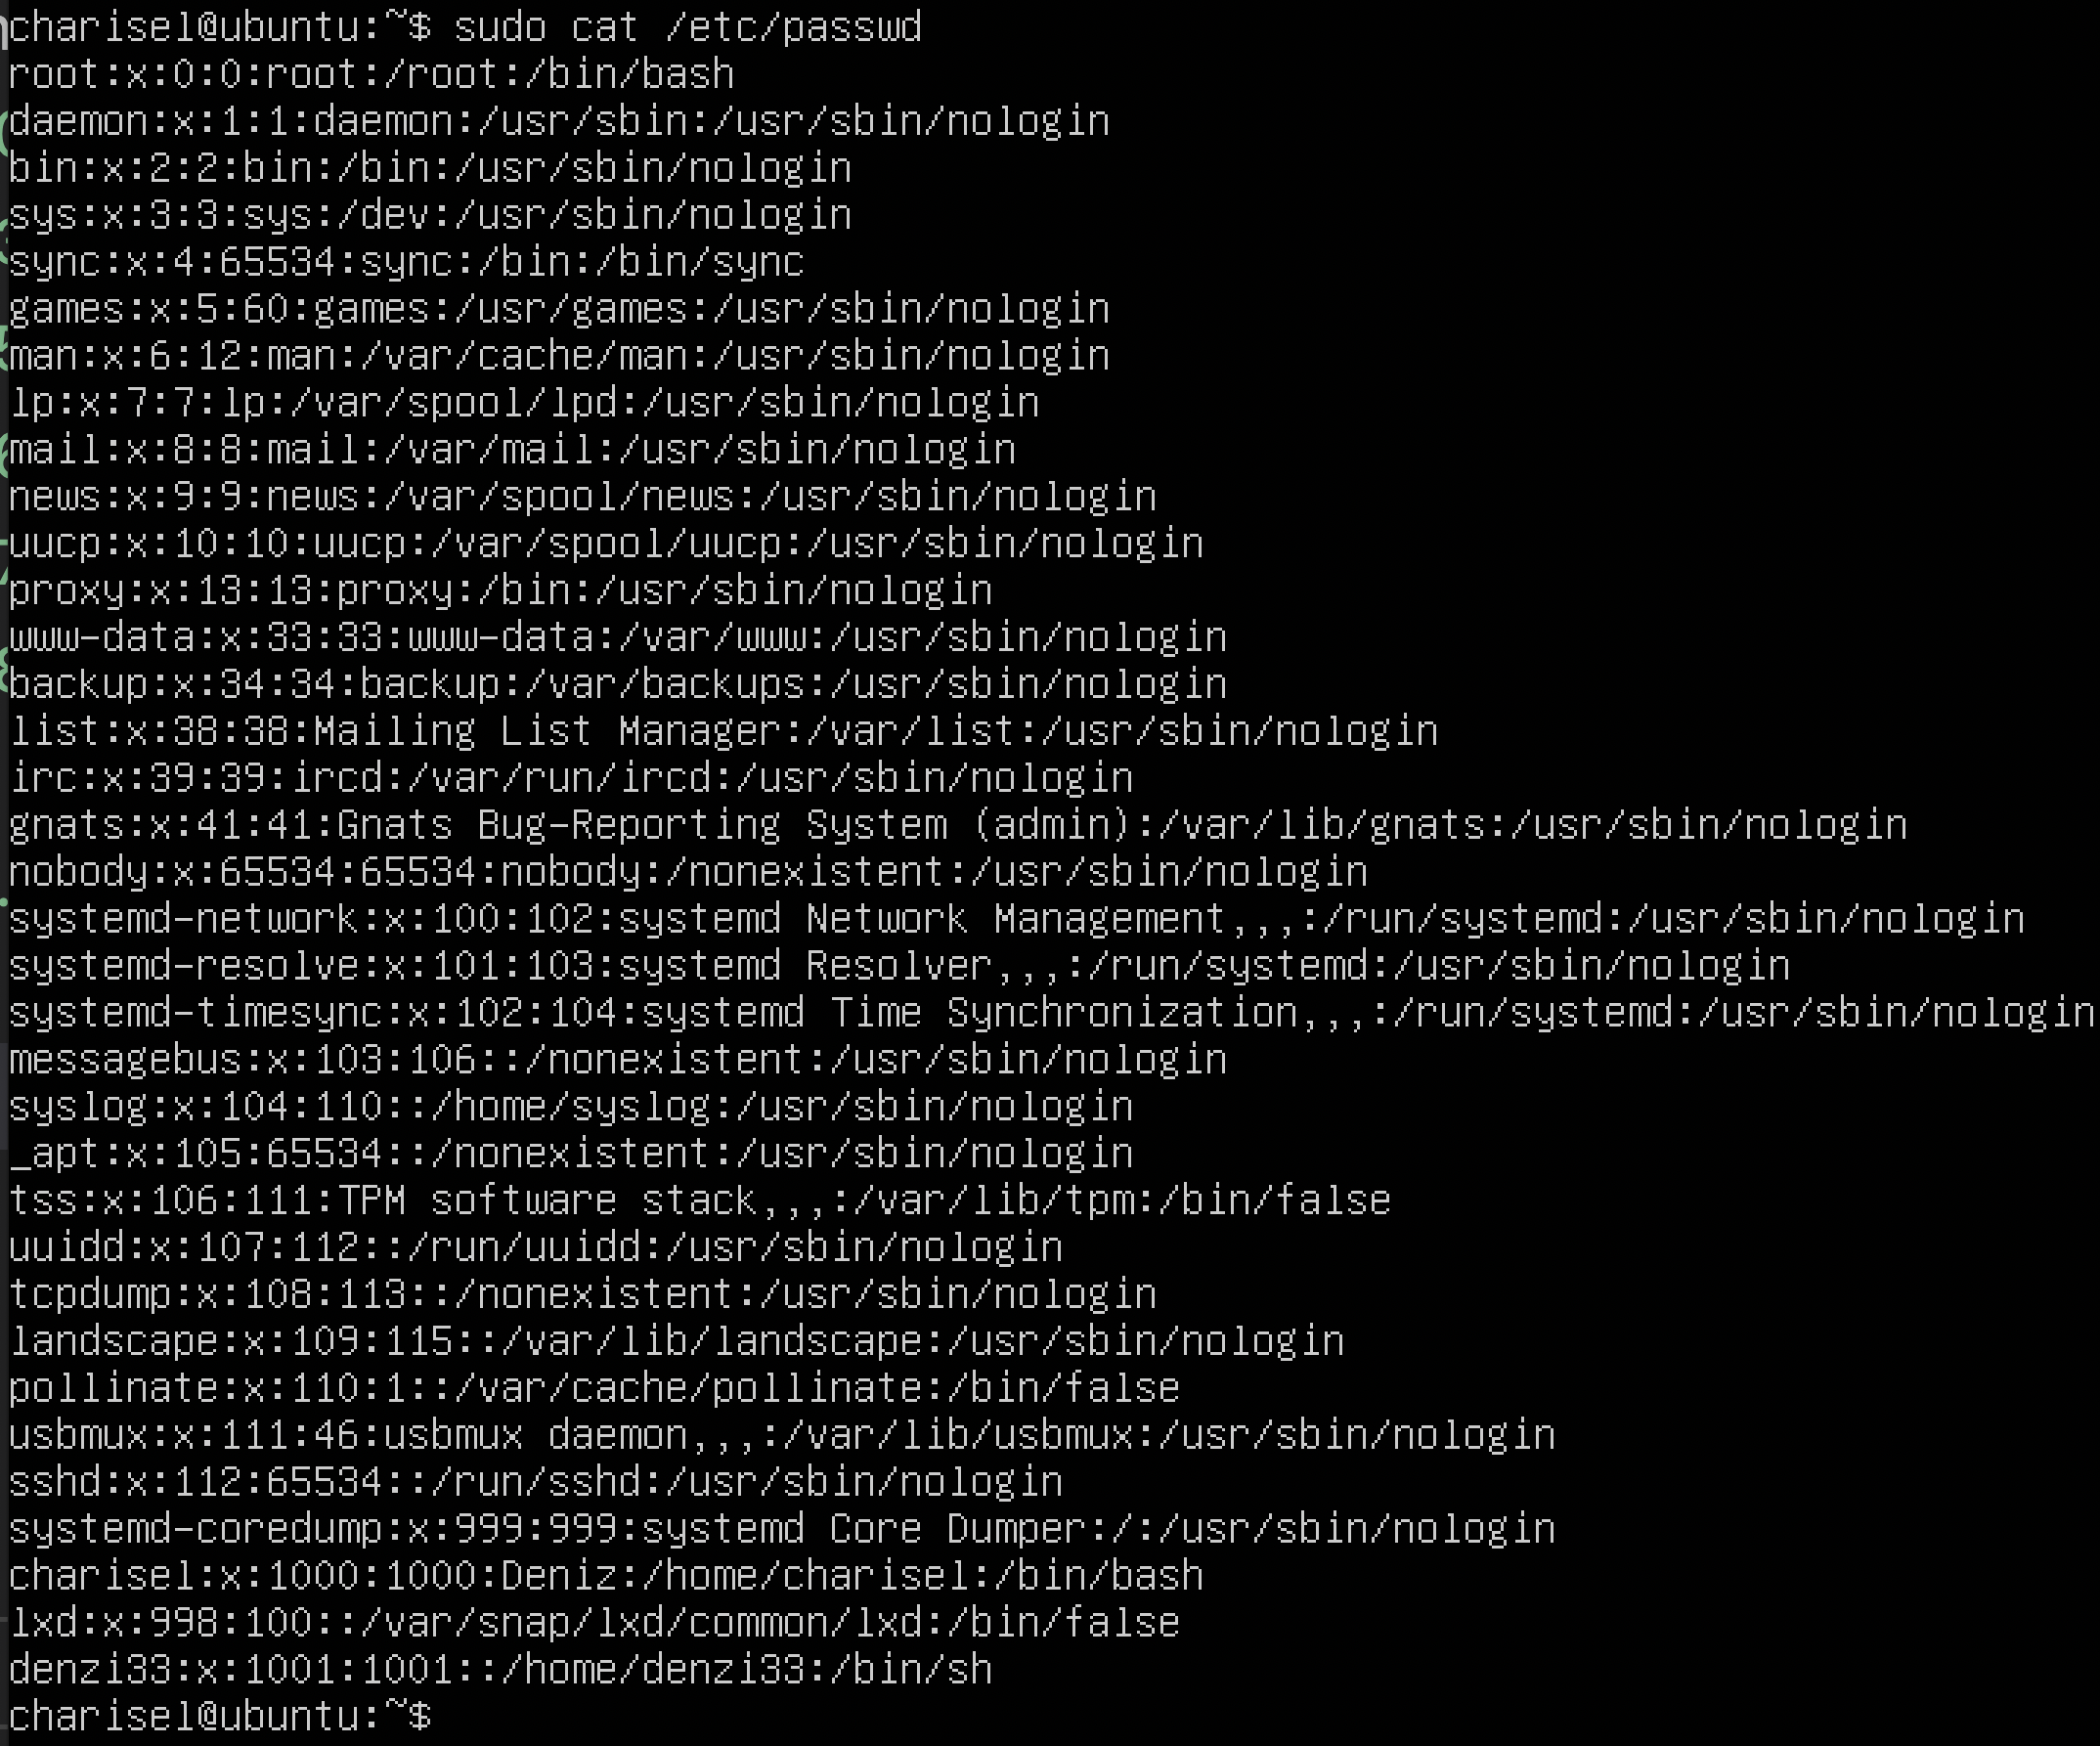 charisel@ubuntu:~$ sudo cat /etc/passwd
root:x:0:0:root:/root:/bin/bash
daemon:x:1:1:daemon:/usr/sbin:/usr/sbin/nologin
bin:x:2:2:bin:/bin:/usr/sbin/nologin
sys:x:3:3:sys:/dev:/usr/sbin/nologin
sync:x:4:65534:sync:/bin:/bin/sync
games:x:5:60:games:/usr/games:/usr/sbin/nologin
man:x:6:12:man:/var/cache/man:/usr/sbin/nologin
lp:x:7:7:lp:/var/spool/lpd:/usr/sbin/nologin
mail:x:8:8:mail:/var/mail:/usr/sbin/nologin
news:x:9:9:news:/var/spool/news:/usr/sbin/nologin
uucp:x:10:10:uucp:/var/spool/uucp:/usr/sbin/nologin
proxy:x:13:13:proxy:/bin:/usr/sbin/nologin
www-data:x:33:33:www-data:/var/www:/usr/sbin/nologin
backup:x:34:34:backup:/var/backups:/usr/sbin/nologin
list:x:38:38:Mailing List Manager:/var/list:/usr/sbin/nologin
irc:x:39:39:ircd:/var/run/ircd:/usr/sbin/nologin
gnats:x:41:41:Gnats Bug-Reporting System (admin):/var/lib/gnats:/usr/sbin/nologin
nobody:x:65534:65534:nobody:/nonexistent:/usr/sbin/nologin
systemd-network:x:100:102:systemd Network Management,,,:/run/systemd:/usr/sbin/nologin
systemd-resolve:x:101:103:systemd Resolver,,,:/run/systemd:/usr/sbin/nologin
systemd-timesync:x:102:104:systemd Time Synchronization,,,:/run/systemd:/usr/sbin/nologin
messagebus:x:103:106::/nonexistent:/usr/sbin/nologin
syslog:x:104:110::/home/syslog:/usr/sbin/nologin
_apt:x:105:65534::/nonexistent:/usr/sbin/nologin
tss:x:106:111:TPM software stack,,,:/var/lib/tpm:/bin/false
uuidd:x:107:112::/run/uuidd:/usr/sbin/nologin
tcpdump:x:108:113::/nonexistent:/usr/sbin/nologin
landscape:x:109:115::/var/lib/landscape:/usr/sbin/nologin
pollinate:x:110:1::/var/cache/pollinate:/bin/false
usbmux:x:111:46:usbmux daemon,,,:/var/lib/usbmux:/usr/sbin/nologin
sshd:x:112:65534::/run/sshd:/usr/sbin/nologin
systemd-coredump:x:999:999:systemd Core Dumper:/:/usr/sbin/nologin
charisel:x:1000:1000:Deniz:/home/charisel:/bin/bash
lxd:x:998:100::/var/snap/lxd/common/lxd:/bin/false
denzi33:x:1001:1001::/home/denzi33:/bin/sh
charisel@ubuntu:~$